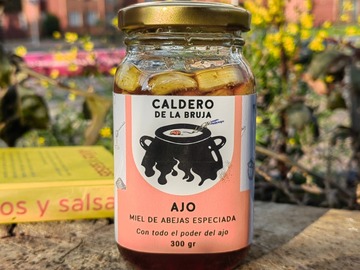 CALDERO
DE LA BRUJA
AJO
MIEL DE ABEJAS ESPECIADA
Con todo el poder del ajo
300 gr
os y salsa